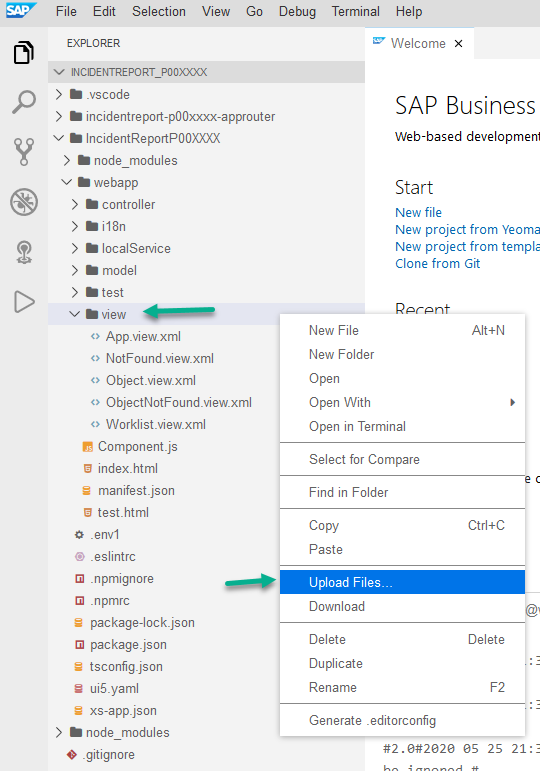 SAP File Edit Selection View Go Debug Terminal Help
EXPLORER
INCIDENTREPORT_P00XXXX
.vscode
incidentreport-p00xxxx-approuter
IncidentReportP00XXXX
node_modules
webapp
controller
i18n
localService
model
test
view
App.view.xml
NotFound.view.xml
Object.view.xml
ObjectNotFound.view.xml
Worklist.view.xml
Component.js
index.html
manifest.json
test.html
.env1
.eslintrc
.npmignore
.npmrc
package-lock.json
package.json
tsconfig.json
ui5.yaml
xs-app.json
node_modules
.gitignore
Welcome
SAP Business
Web-based development
Start
New file
New project from Yeoma
New project from templa
Clone from Git
Recent
New File Alt+N
New Folder
Open
Open With
Open in Terminal
Select for Compare
Find in Folder
Copy Ctrl+C
Paste
Upload Files...
Download
Delete Delete
Duplicate
Rename F2
Generate .editorconfig
#2.0#2020 05 25 21:3
be ignored #